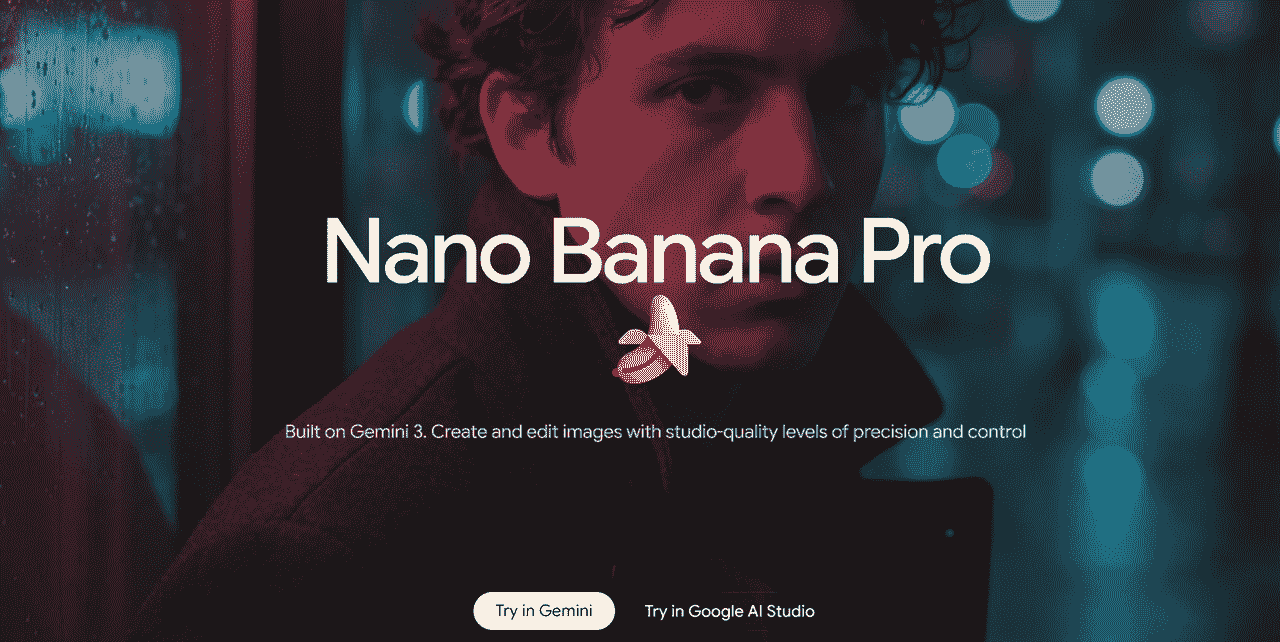 Nano Banana Pro
Built on Gemini 3. Create and edit images with studio-quality levels of precision and control
Try in Gemini
Try in Google AI Studio